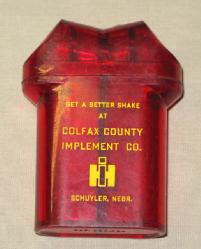 GET A BETTER SHAKE
AT
COLFAX COUNTY
IMPLEMENT CO.
IH
SCHUYLER, NEBR.